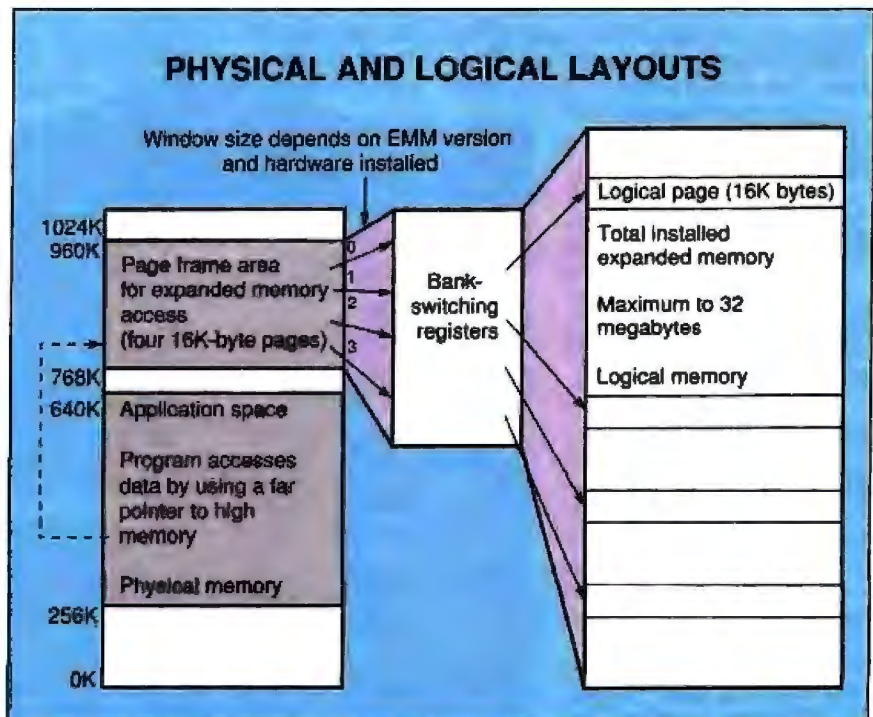 PHYSICAL AND LOGICAL LAYOUTS
Window size depends on EMM version
and hardware installed
1024K
960K
768K
640K
256K
0K
Page frame area
for expanded memory
access
(four 16K-byte pages)
0
1
2
3
Application space
Program accesses
data by using a far
pointer to high
memory
Physical memory
Bank-
switching
registers
Logical page (16K bytes)
Total installed
expanded memory
Maximum to 32
megabytes
Logical memory